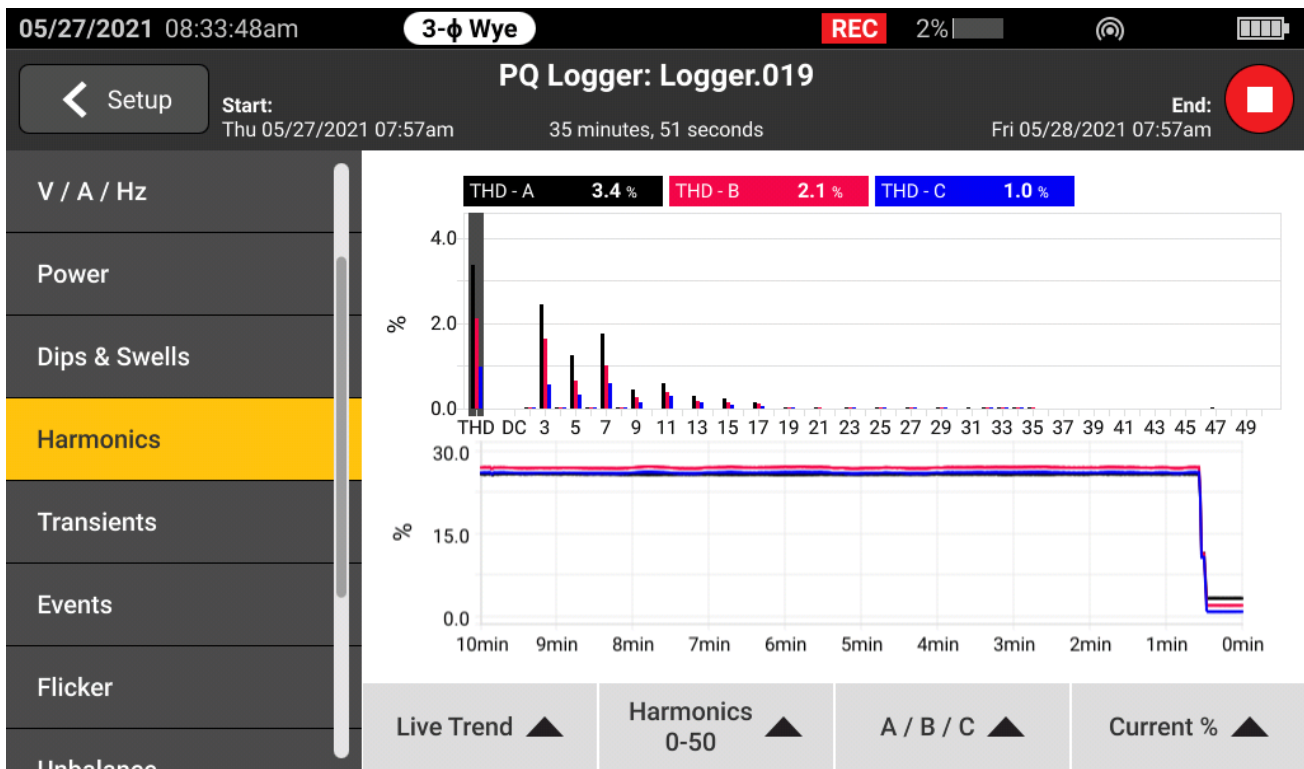 05/27/2021 08:33:48am 3-ϕ Wye REC 2%
Setup
PQ Logger: Logger.019
Start:
Thu 05/27/2021 07:57am
35 minutes, 51 seconds
End:
Fri 05/28/2021 07:57am
V / A / Hz
Power
Dips & Swells
Harmonics
Transients
Events
Flicker
Unbalance
THD - A 3.4 % THD - B 2.1 % THD - C 1.0 %
4.0
%
2.0
0.0
THD DC 3 5 7 9 11 13 15 17 19 21 23 25 27 29 31 33 35 37 39 41 43 45 47 49
30.0
%
15.0
0.0
10min 9min 8min 7min 6min 5min 4min 3min 2min 1min 0min
Live Trend
Harmonics
0-50
A / B / C
Current %